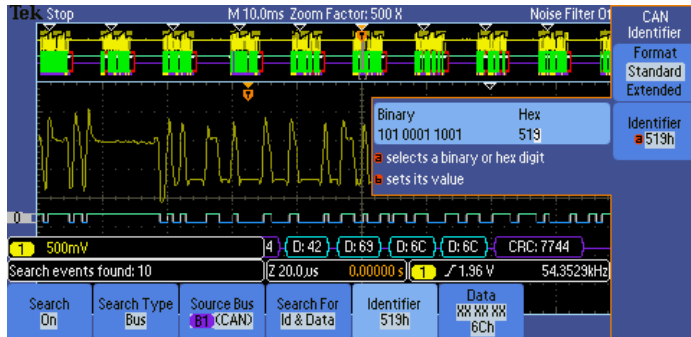 Tek Stop M 10.0ms Zoom Factor: 500 X Noise Filter Of
CAN
Identifier
Format
Standard
Extended
Identifier
a 519h
Binary Hex
101 0001 1001 519
a selects a binary or hex digit
b sets its value
0
4 D: 42 D: 69 D: 6C D: 6C CRC: 7744
1 500mV
Search events found: 10 Z 20.0µs 0.00000 s 1 1.96 V 54.3529kHz
Search Search Type Source Bus Search For Identifier Data
On Bus B1 (CAN) Id & Data 519h XX XX XX
6Ch